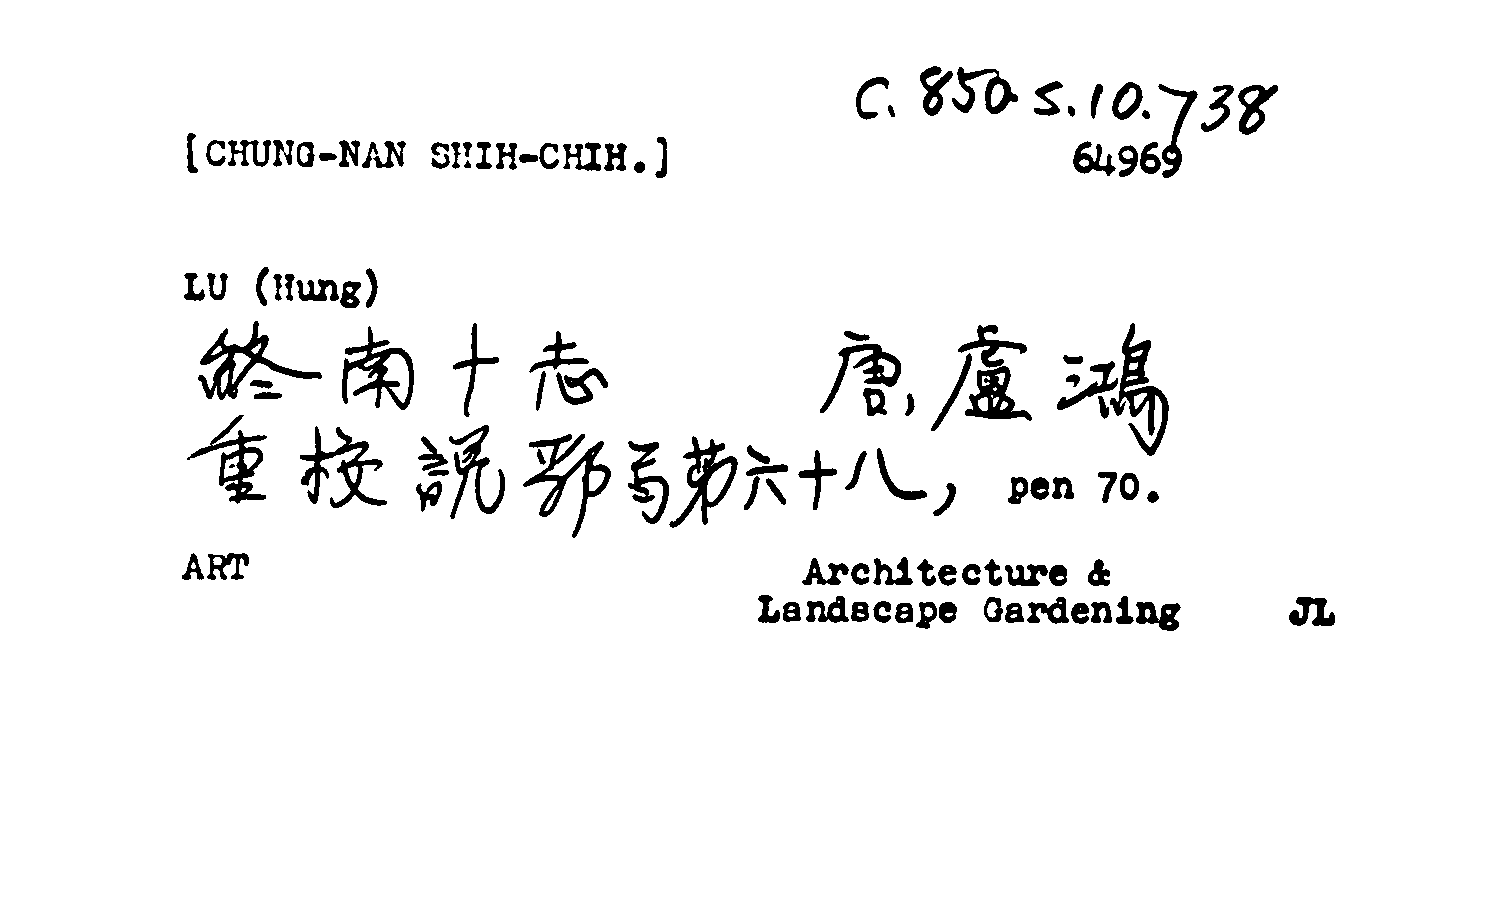 C. 850 S.10.738
[CHUNG-NAN SHIH-CHIH.] 64969
LU (Hung)
終南十志 唐,盧鴻
重校說郛弓第六十八, pen 70.
ART Architecture &
Landscape Gardening JL